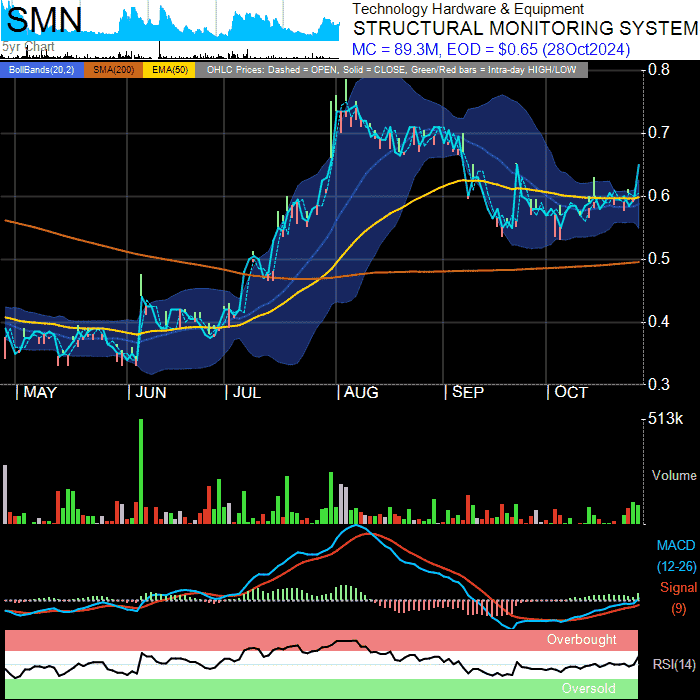 SMN
5yr Chart
Technology Hardware & Equipment
STRUCTURAL MONITORING SYSTEM
MC = 89.3M, EOD = $0.65 (28Oct2024)
BollBands(20,2) SMA(200) EMA(50) OHLC Prices: Dashed = OPEN, Solid = CLOSE, Green/Red bars = Intra-day HIGH/LOW
0.8
0.7
0.6
0.5
0.4
0.3
MAY JUN JUL AUG SEP OCT
513k
Volume
MACD
(12-26)
Signal
(9)
Overbought
RSI(14)
Oversold